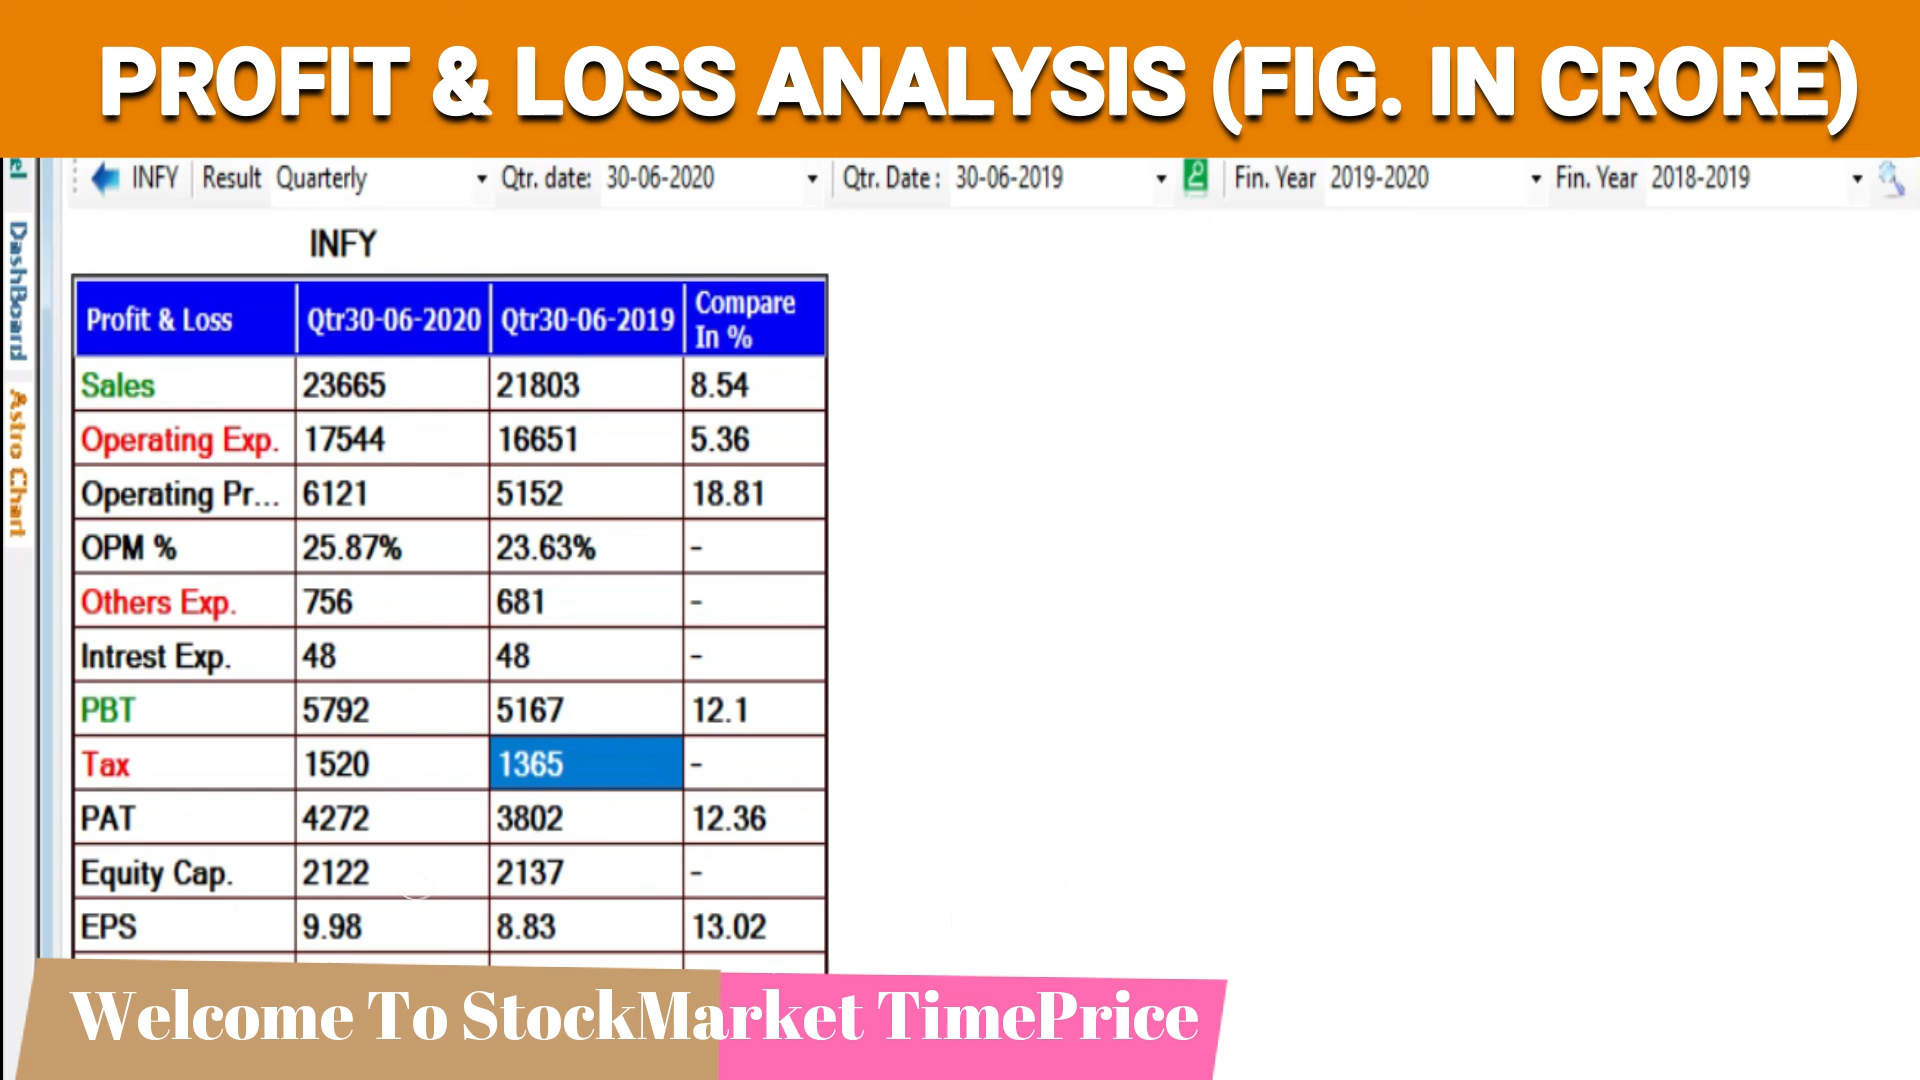 PROFIT & LOSS ANALYSIS (FIG. IN CRORE)
INFY Result Quarterly Qtr. date: 30-06-2020 Qtr. Date: 30-06-2019 Fin. Year 2019-2020 Fin. Year 2018-2019
DashBoard
Astro Chart
INFY
Profit & Loss Qtr30-06-2020 Qtr30-06-2019 Compare In %
Sales 23665 21803 8.54
Operating Exp. 17544 16651 5.36
Operating Pr... 6121 5152 18.81
OPM % 25.87% 23.63% -
Others Exp. 756 681 -
Intrest Exp. 48 48 -
PBT 5792 5167 12.1
Tax 1520 1365 -
PAT 4272 3802 12.36
Equity Cap. 2122 2137 -
EPS 9.98 8.83 13.02
Welcome To StockMarket TimePrice